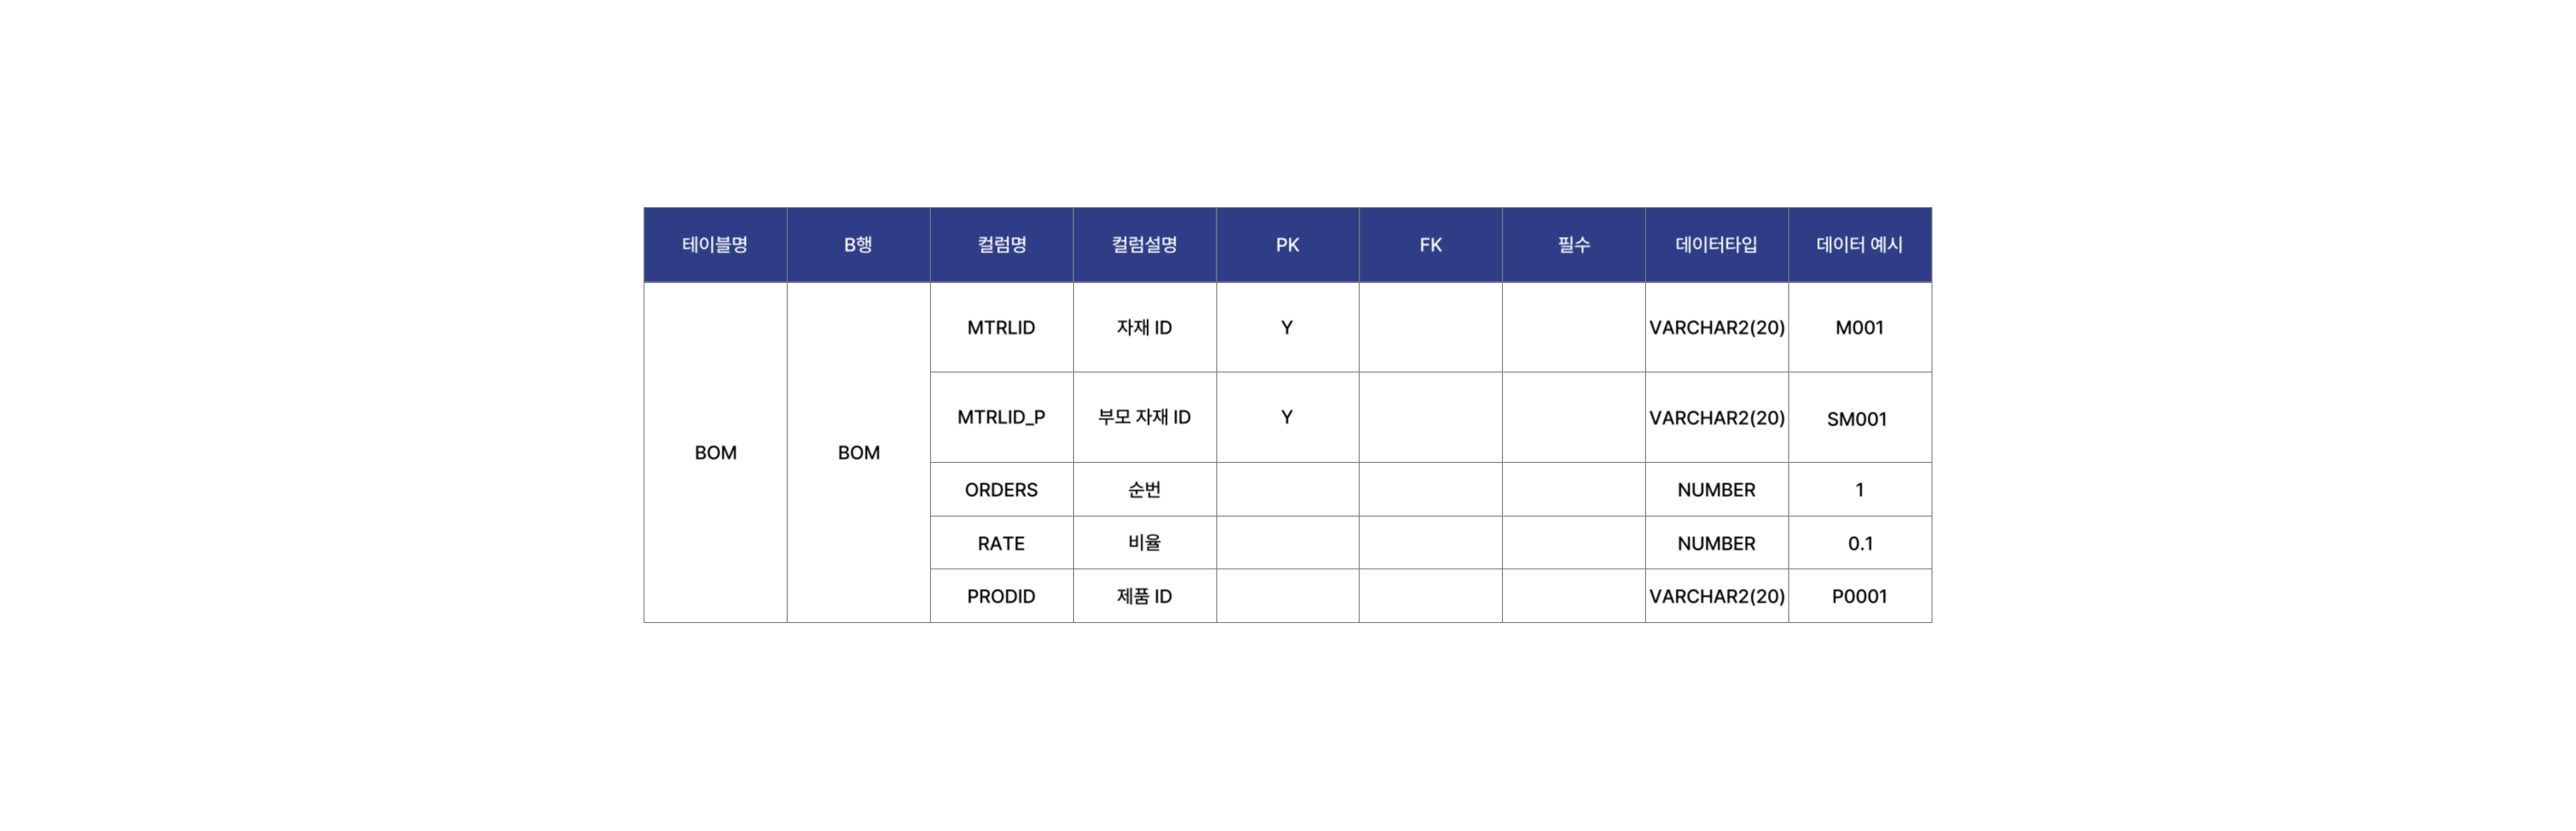 테이블명 B행 컬럼명 컬럼설명 PK FK 필수 데이터타입 데이터 예시
BOM BOM MTRLID 자재 ID Y VARCHAR2(20) M001
MTRLID_P 부모 자재 ID Y VARCHAR2(20) SM001
ORDERS 순번 NUMBER 1
RATE 비율 NUMBER 0.1
PRODID 제품 ID VARCHAR2(20) P0001